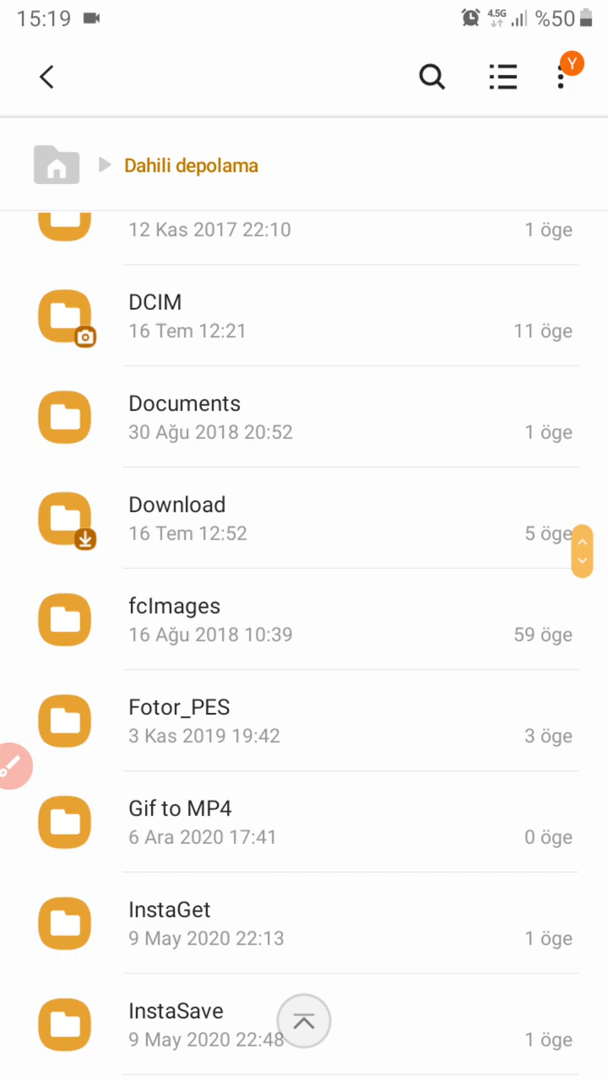 15:19
4.5G
%50
Y
Dahili depolama
12 Kas 2017 22:10
1 öge
DCIM
16 Tem 12:21
11 öge
Documents
30 Ağu 2018 20:52
1 öge
Download
16 Tem 12:52
5 öge
fcImages
16 Ağu 2018 10:39
59 öge
Fotor_PES
3 Kas 2019 19:42
3 öge
Gif to MP4
6 Ara 2020 17:41
0 öge
InstaGet
9 May 2020 22:13
1 öge
InstaSave
9 May 2020 22:48
1 öge